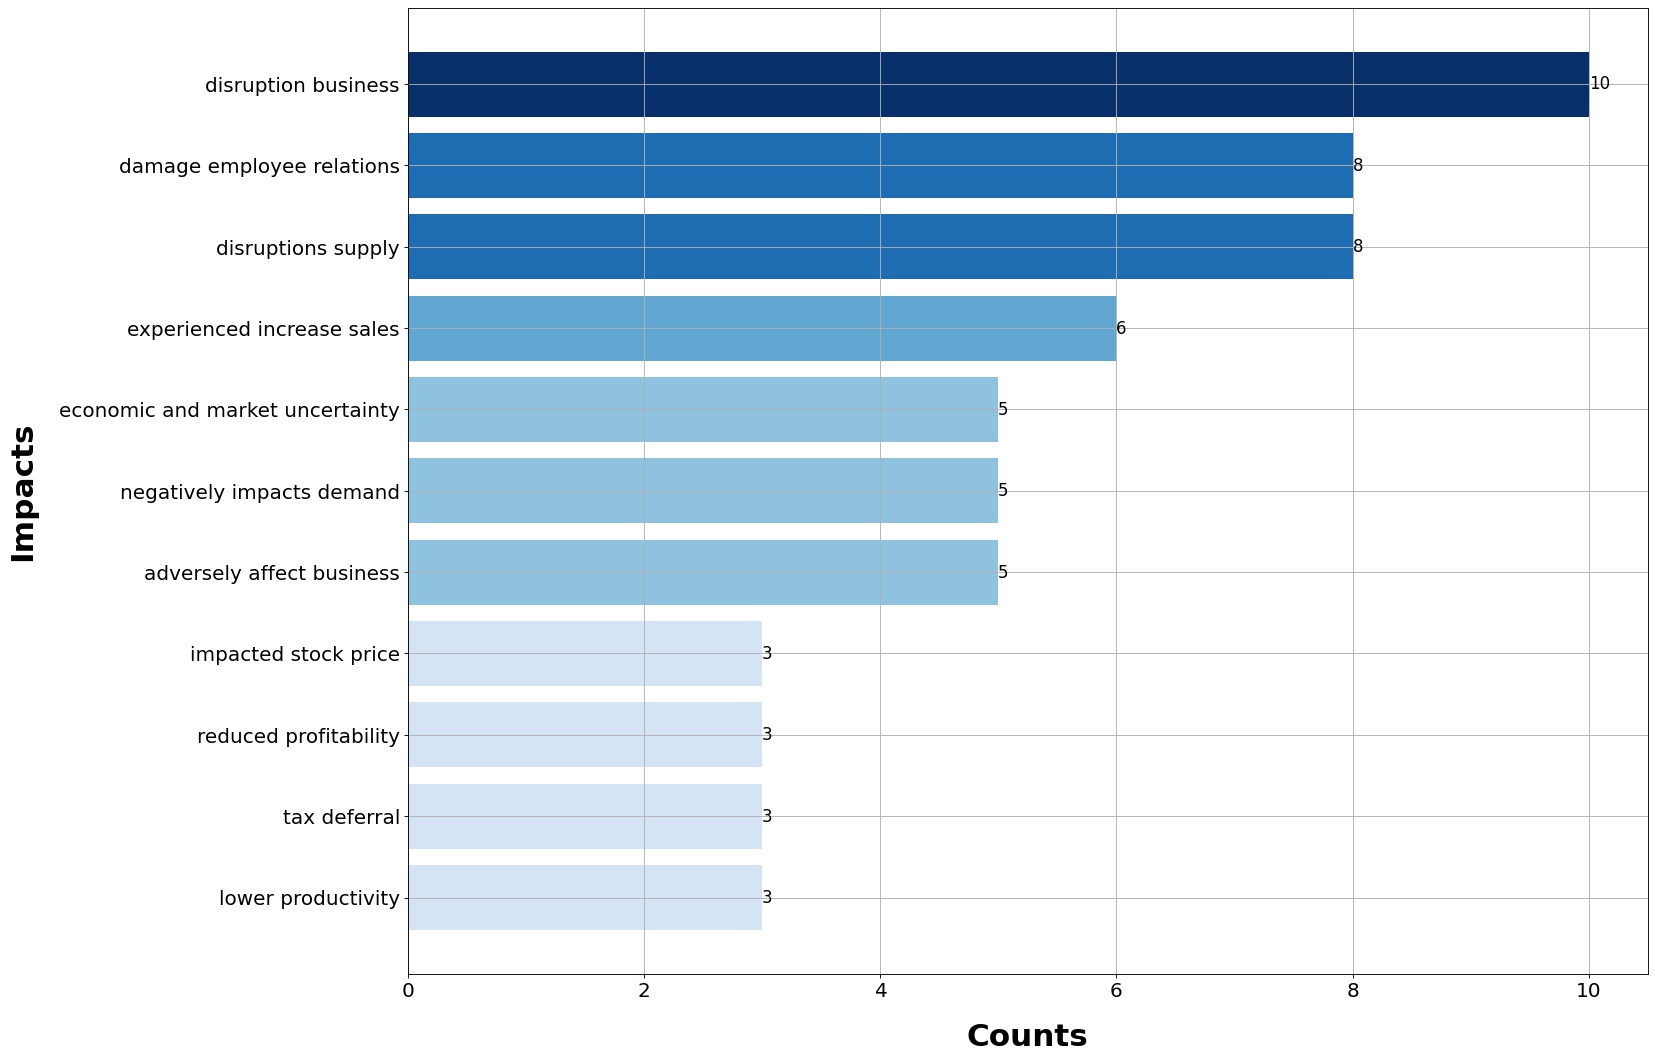 disruption business
10
damage employee relations
8
disruptions supply
8
experienced increase sales
6
economic and market uncertainty
5
negatively impacts demand
5
adversely affect business
5
impacted stock price
3
reduced profitability
3
tax deferral
3
lower productivity
3
Impacts
0 2 4 6 8 10
Counts